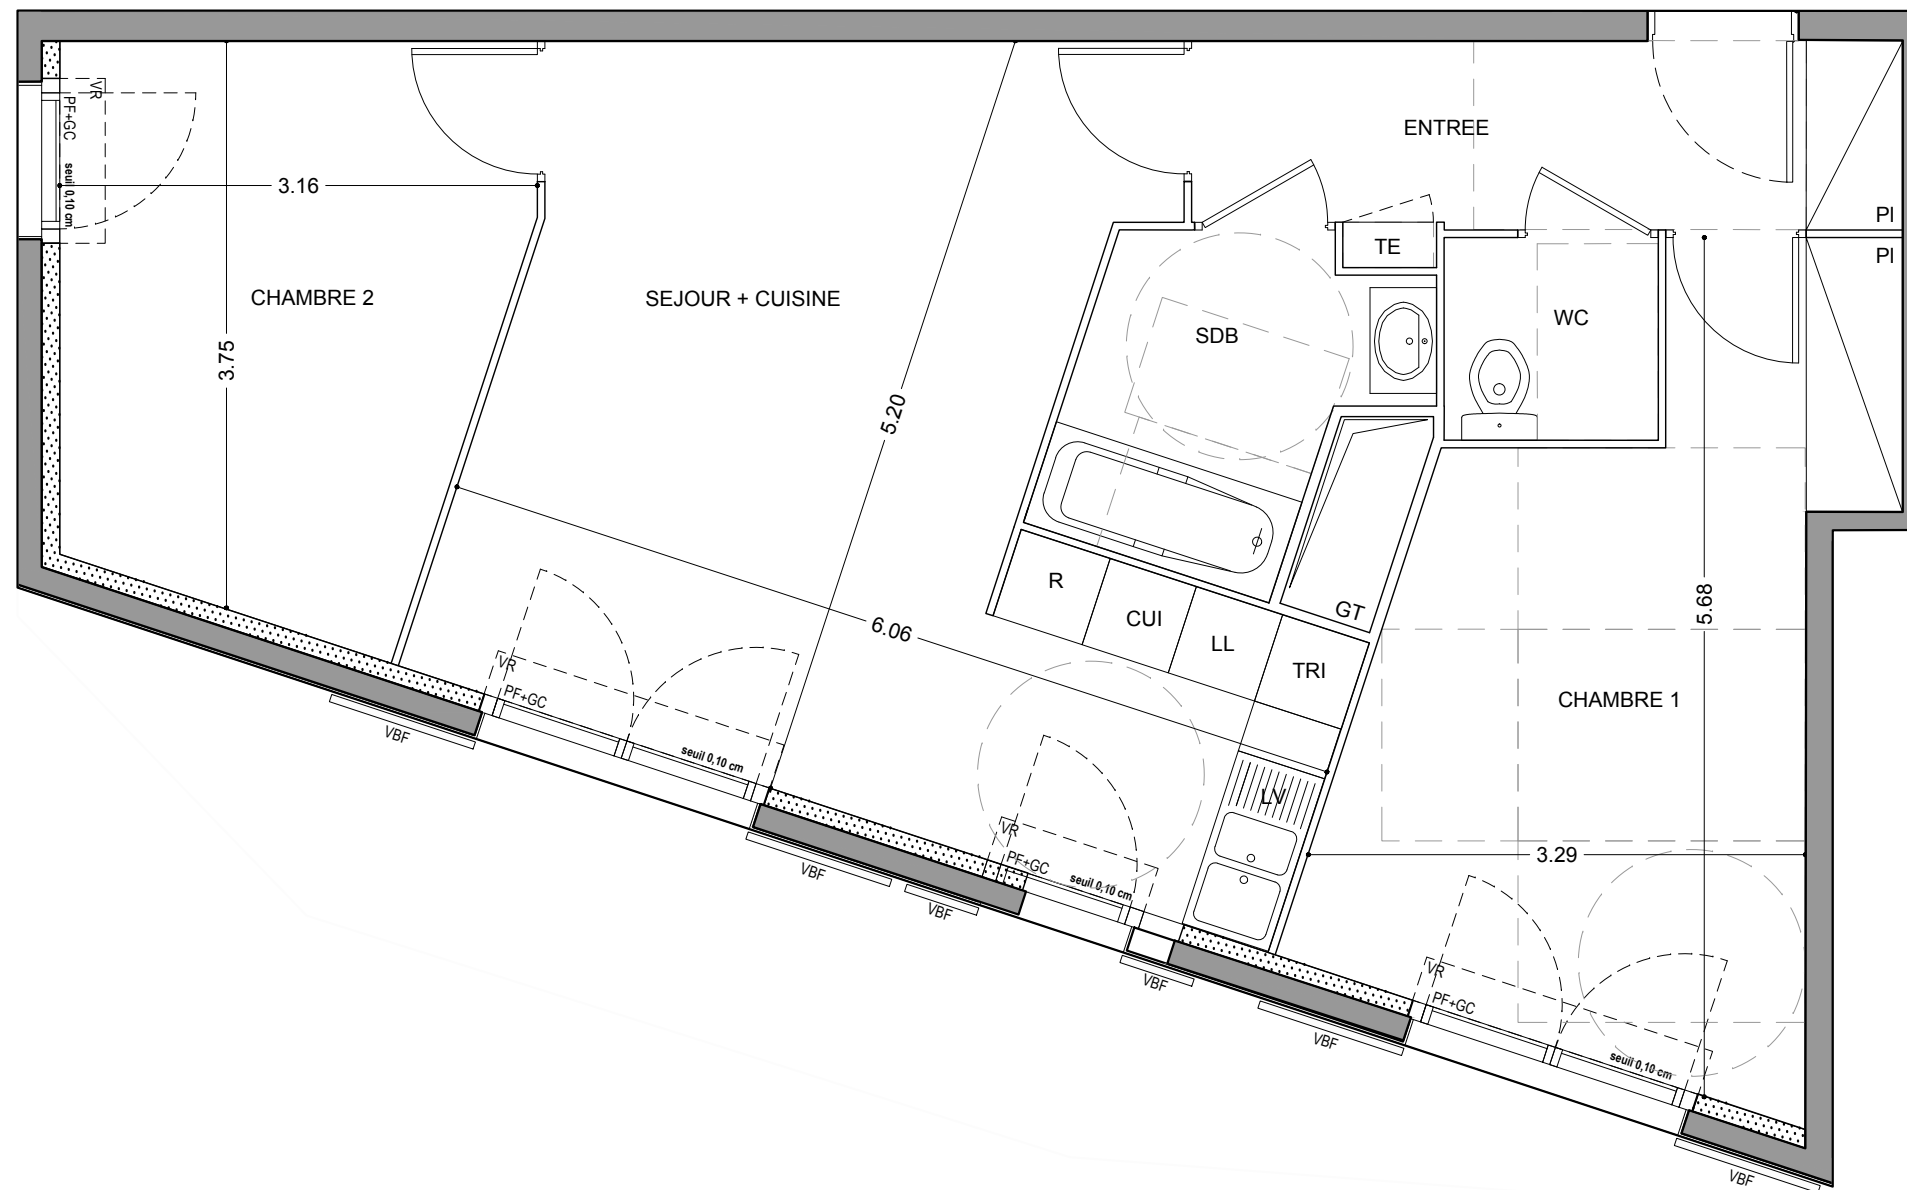 VR
PF+GC
seuil 0,10 cm
3.16
CHAMBRE 2
3.75
SEJOUR + CUISINE
5.20
6.06
ENTREE
PI
PI
TE
SDB
WC
R
CUI
LL
TRI
GT
LV
5.68
CHAMBRE 1
3.29
VR
PF+GC
seuil 0,10 cm
VBF
VR
PF+GC
seuil 0,10 cm
VBF
VBF
VBF
VR
PF+GC
seuil 0,10 cm
VBF
VBF